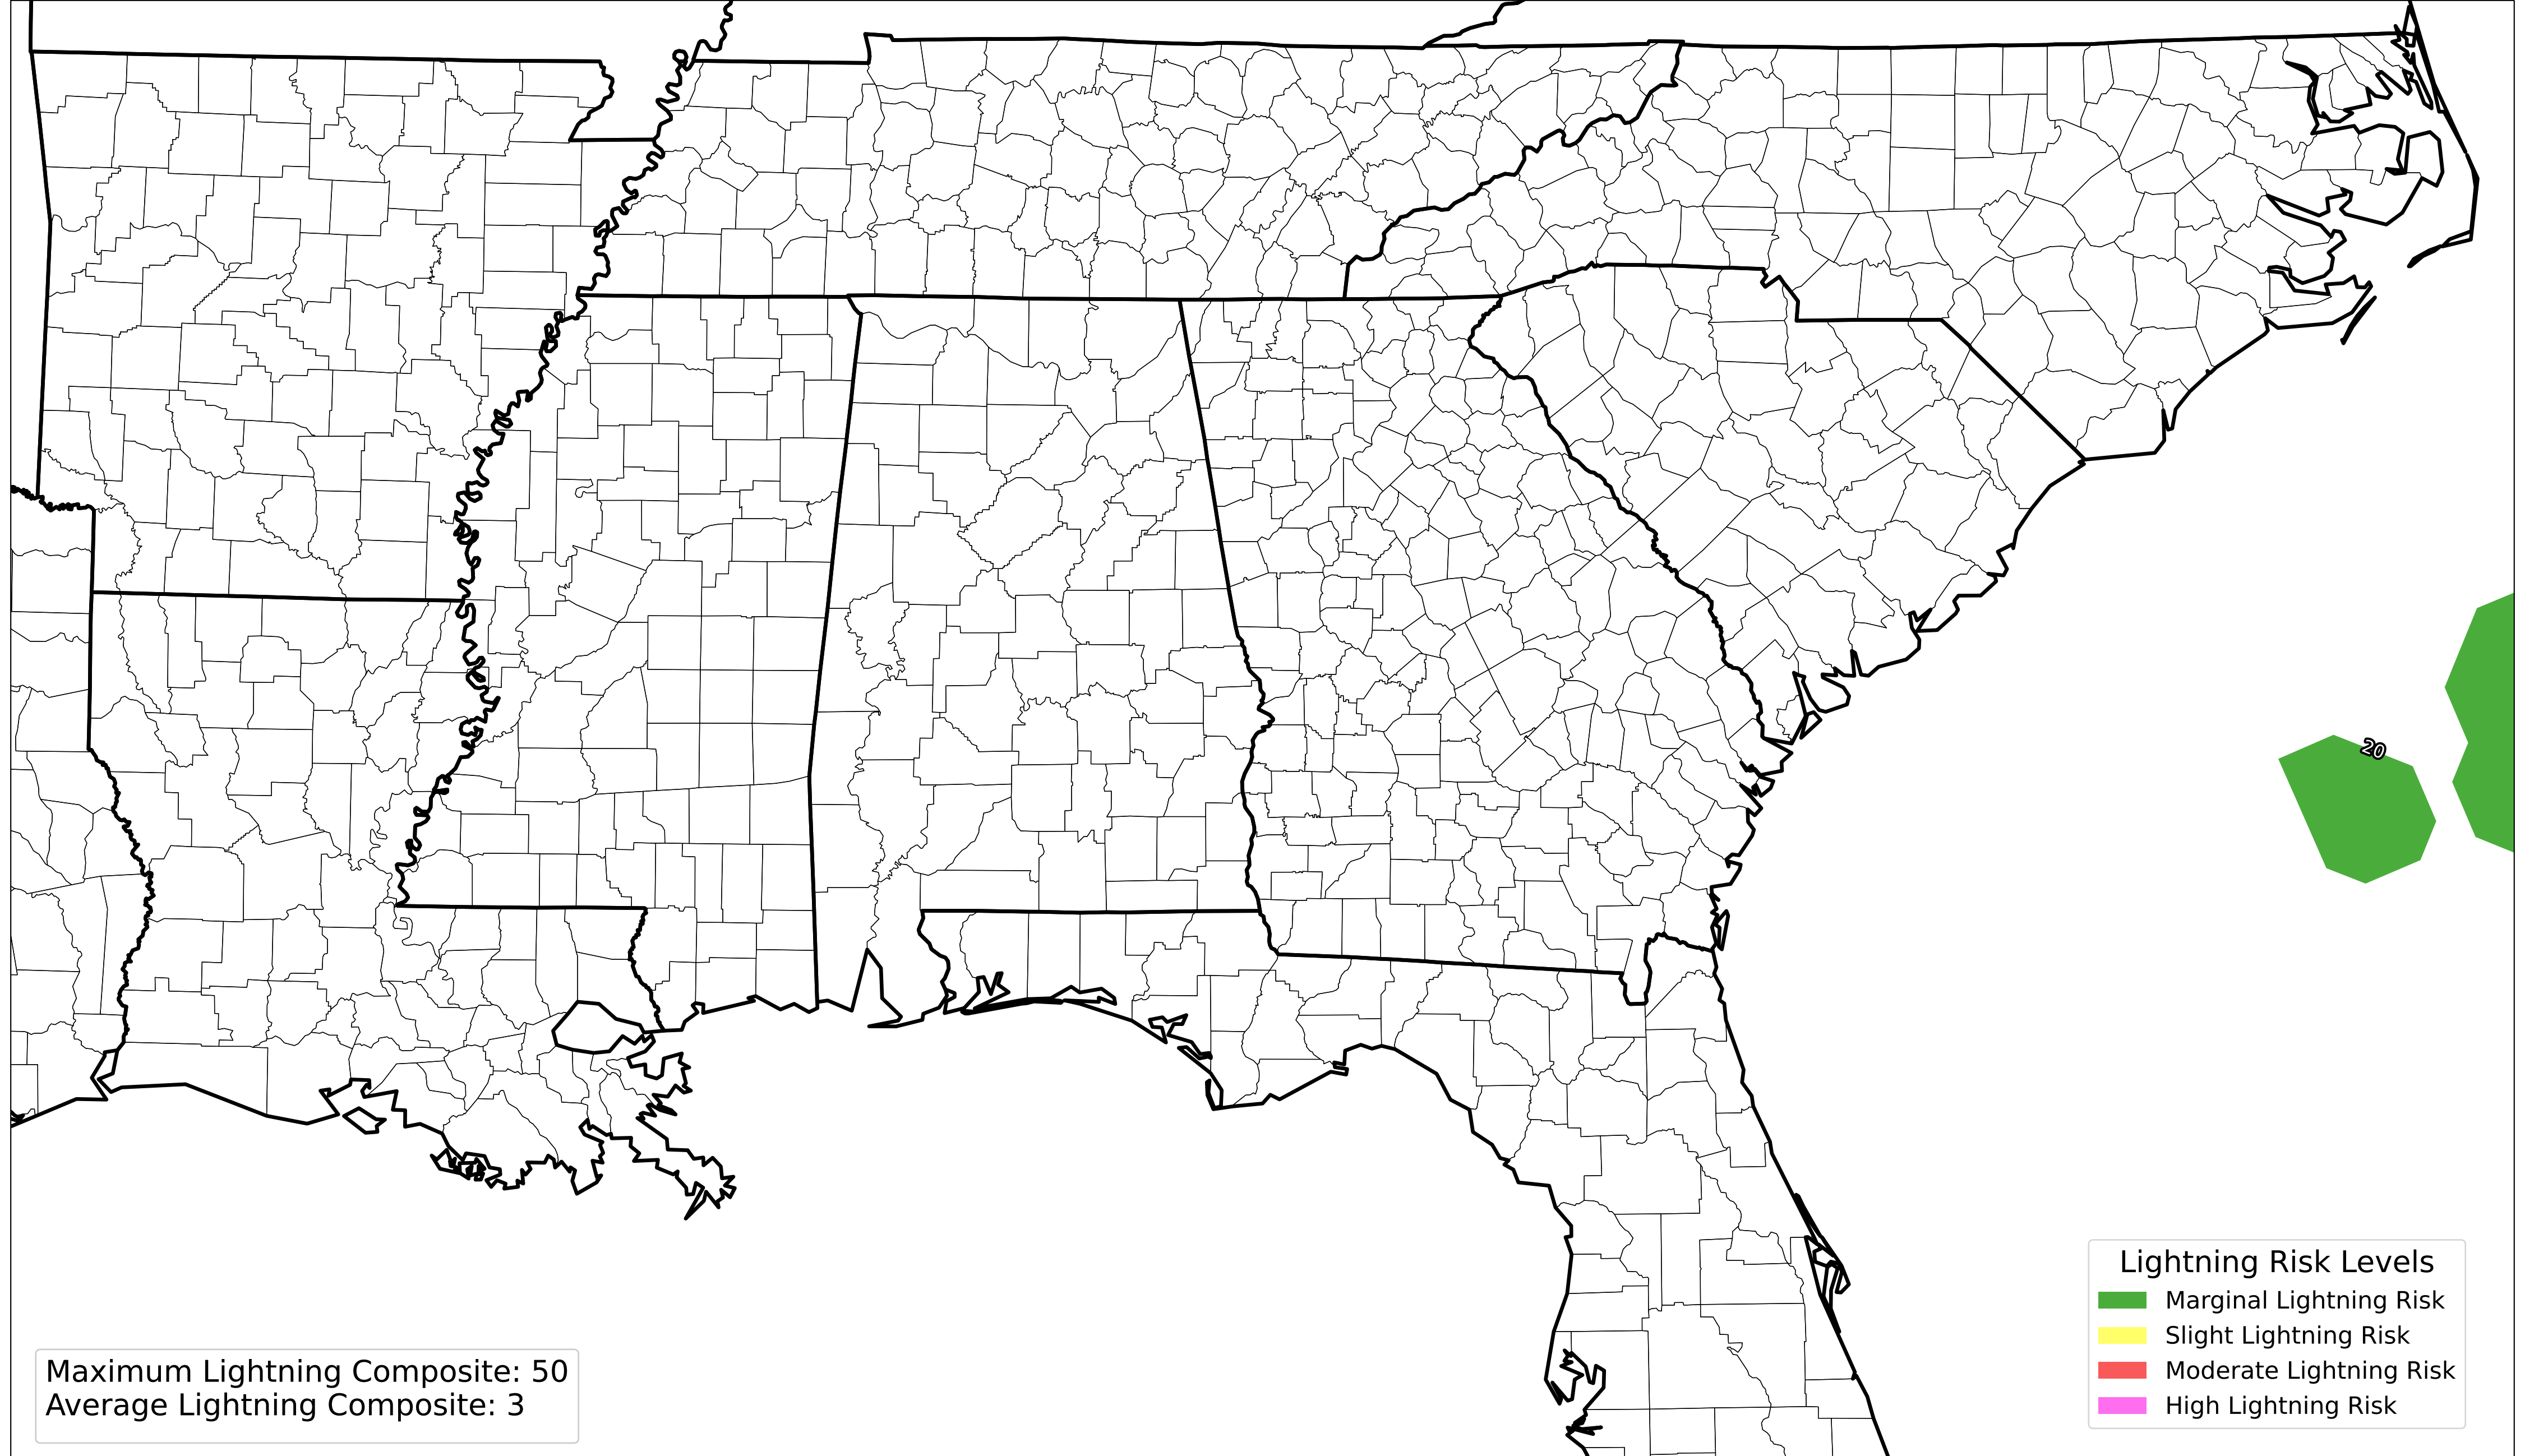 20
Lightning Risk Levels
Marginal Lightning Risk
Slight Lightning Risk
Moderate Lightning Risk
High Lightning Risk
Maximum Lightning Composite: 50
Average Lightning Composite: 3